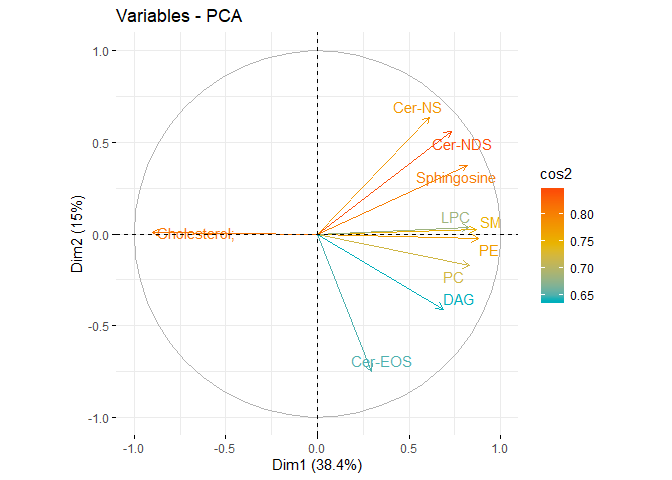 Variables - PCA
1.0
0.5
0.0
-0.5
-1.0
Dim2 (15%)
Cer-NS
Cer-NDS
Sphingosine
LPC
SM
Cholesterol;
PE
PC
DAG
Cer-EOS
-1.0
-0.5
0.0
0.5
1.0
Dim1 (38.4%)
cos2
0.80
0.75
0.70
0.65